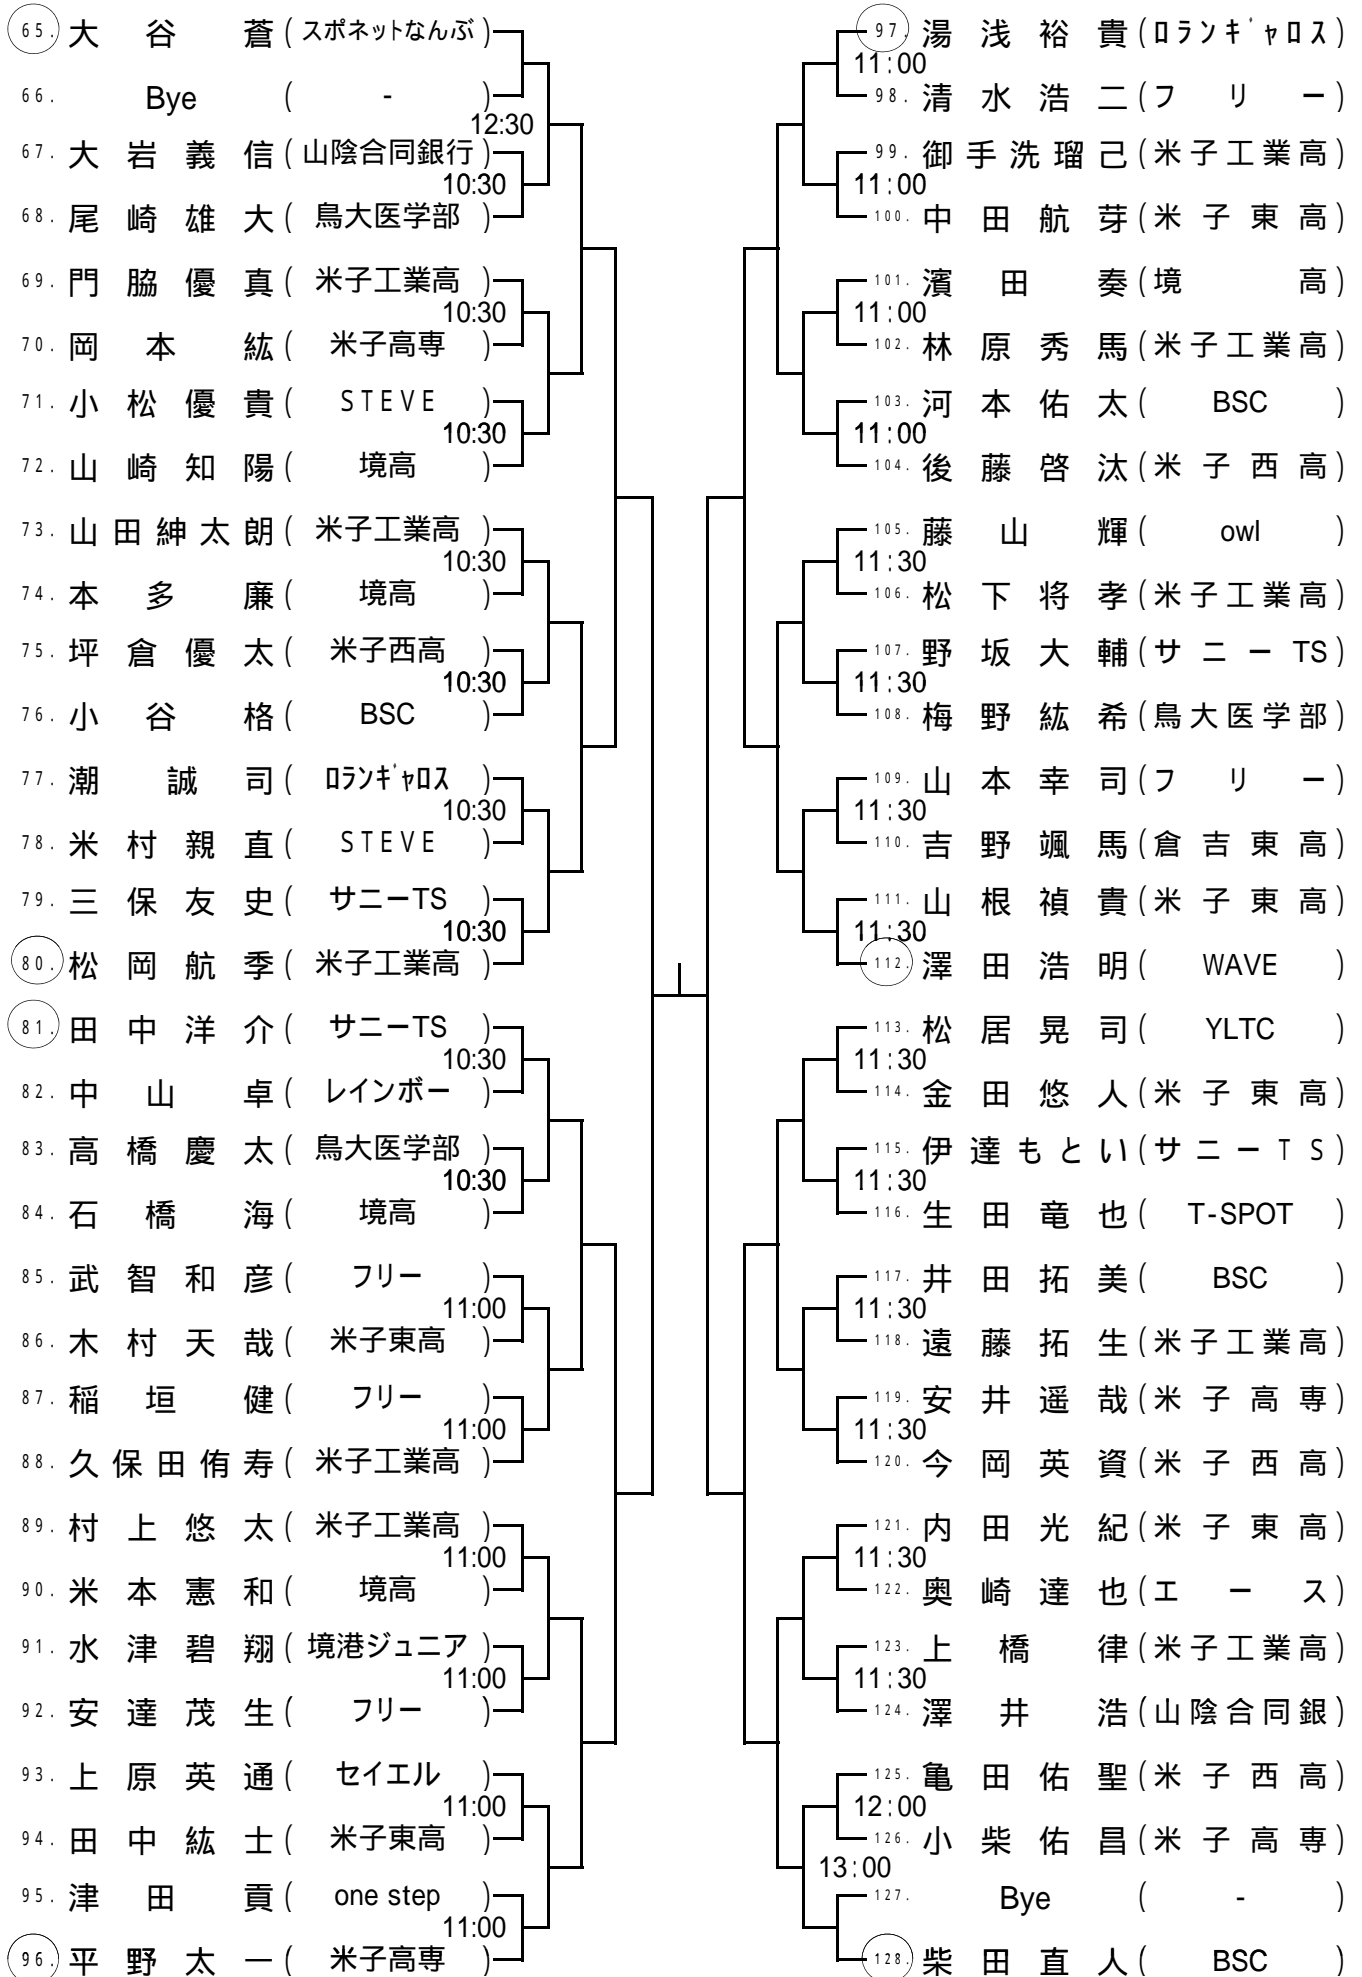 65. 大谷蒼 (スポネットなんぶ)
66. Bye (-)
12:30
67. 大岩義信 (山陰合同銀行)
10:30
68. 尾崎雄大 (鳥大医学部)
69. 門脇優真 (米子工業高)
10:30
70. 岡本紘 (米子高専)
71. 小松優貴 (STEVE)
10:30
72. 山崎知陽 (境高)
73. 山田紳太朗 (米子工業高)
10:30
74. 本多廉 (境高)
75. 坪倉優太 (米子西高)
10:30
76. 小谷格 (BSC)
77. 潮誠司 (ロランギャロス)
10:30
78. 米村親直 (STEVE)
79. 三保友史 (サニーTS)
10:30
80. 松岡航季 (米子工業高)
81. 田中洋介 (サニーTS)
10:30
82. 中山卓 (レインボー)
83. 高橋慶太 (鳥大医学部)
10:30
84. 石橋海 (境高)
85. 武智和彦 (フリー)
11:00
86. 木村天哉 (米子東高)
87. 稲垣健 (フリー)
11:00
88. 久保田侑寿 (米子工業高)
89. 村上悠太 (米子工業高)
11:00
90. 米本憲和 (境高)
91. 水津碧翔 (境港ジュニア)
11:00
92. 安達茂生 (フリー)
93. 上原英通 (セイエル)
11:00
94. 田中紘士 (米子東高)
95. 津田貢 (one step)
11:00
96. 平野太一 (米子高専)
97. 湯浅裕貴 (ロランギャロス)
11:00
98. 清水浩二 (フリー)
99. 御手洗瑠己 (米子工業高)
11:00
100. 中田航芽 (米子東高)
101. 濱田奏 (境高)
11:00
102. 林原秀馬 (米子工業高)
103. 河本佑太 (BSC)
11:00
104. 後藤啓汰 (米子西高)
105. 藤山輝 (owl)
11:30
106. 松下将孝 (米子工業高)
107. 野坂大輔 (サニーTS)
11:30
108. 梅野紘希 (鳥大医学部)
109. 山本幸司 (フリー)
11:30
110. 吉野颯馬 (倉吉東高)
111. 山根禎貴 (米子東高)
11:30
112. 澤田浩明 (WAVE)
113. 松居晃司 (YLTC)
11:30
114. 金田悠人 (米子東高)
115. 伊達もとい (サニーTS)
11:30
116. 生田竜也 (T-SPOT)
117. 井田拓美 (BSC)
11:30
118. 遠藤拓生 (米子工業高)
119. 安井遥哉 (米子高専)
11:30
120. 今岡英資 (米子西高)
121. 内田光紀 (米子東高)
11:30
122. 奥崎達也 (エース)
123. 上橋律 (米子工業高)
11:30
124. 澤井浩 (山陰合同銀)
125. 亀田佑聖 (米子西高)
12:00
126. 小柴佑昌 (米子高専)
13:00
127. Bye (-)
128. 柴田直人 (BSC)